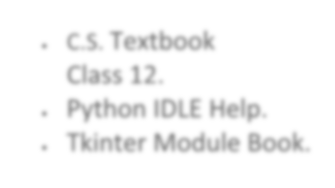 • C.S. Textbook
Class 12.
• Python IDLE Help.
• Tkinter Module Book.